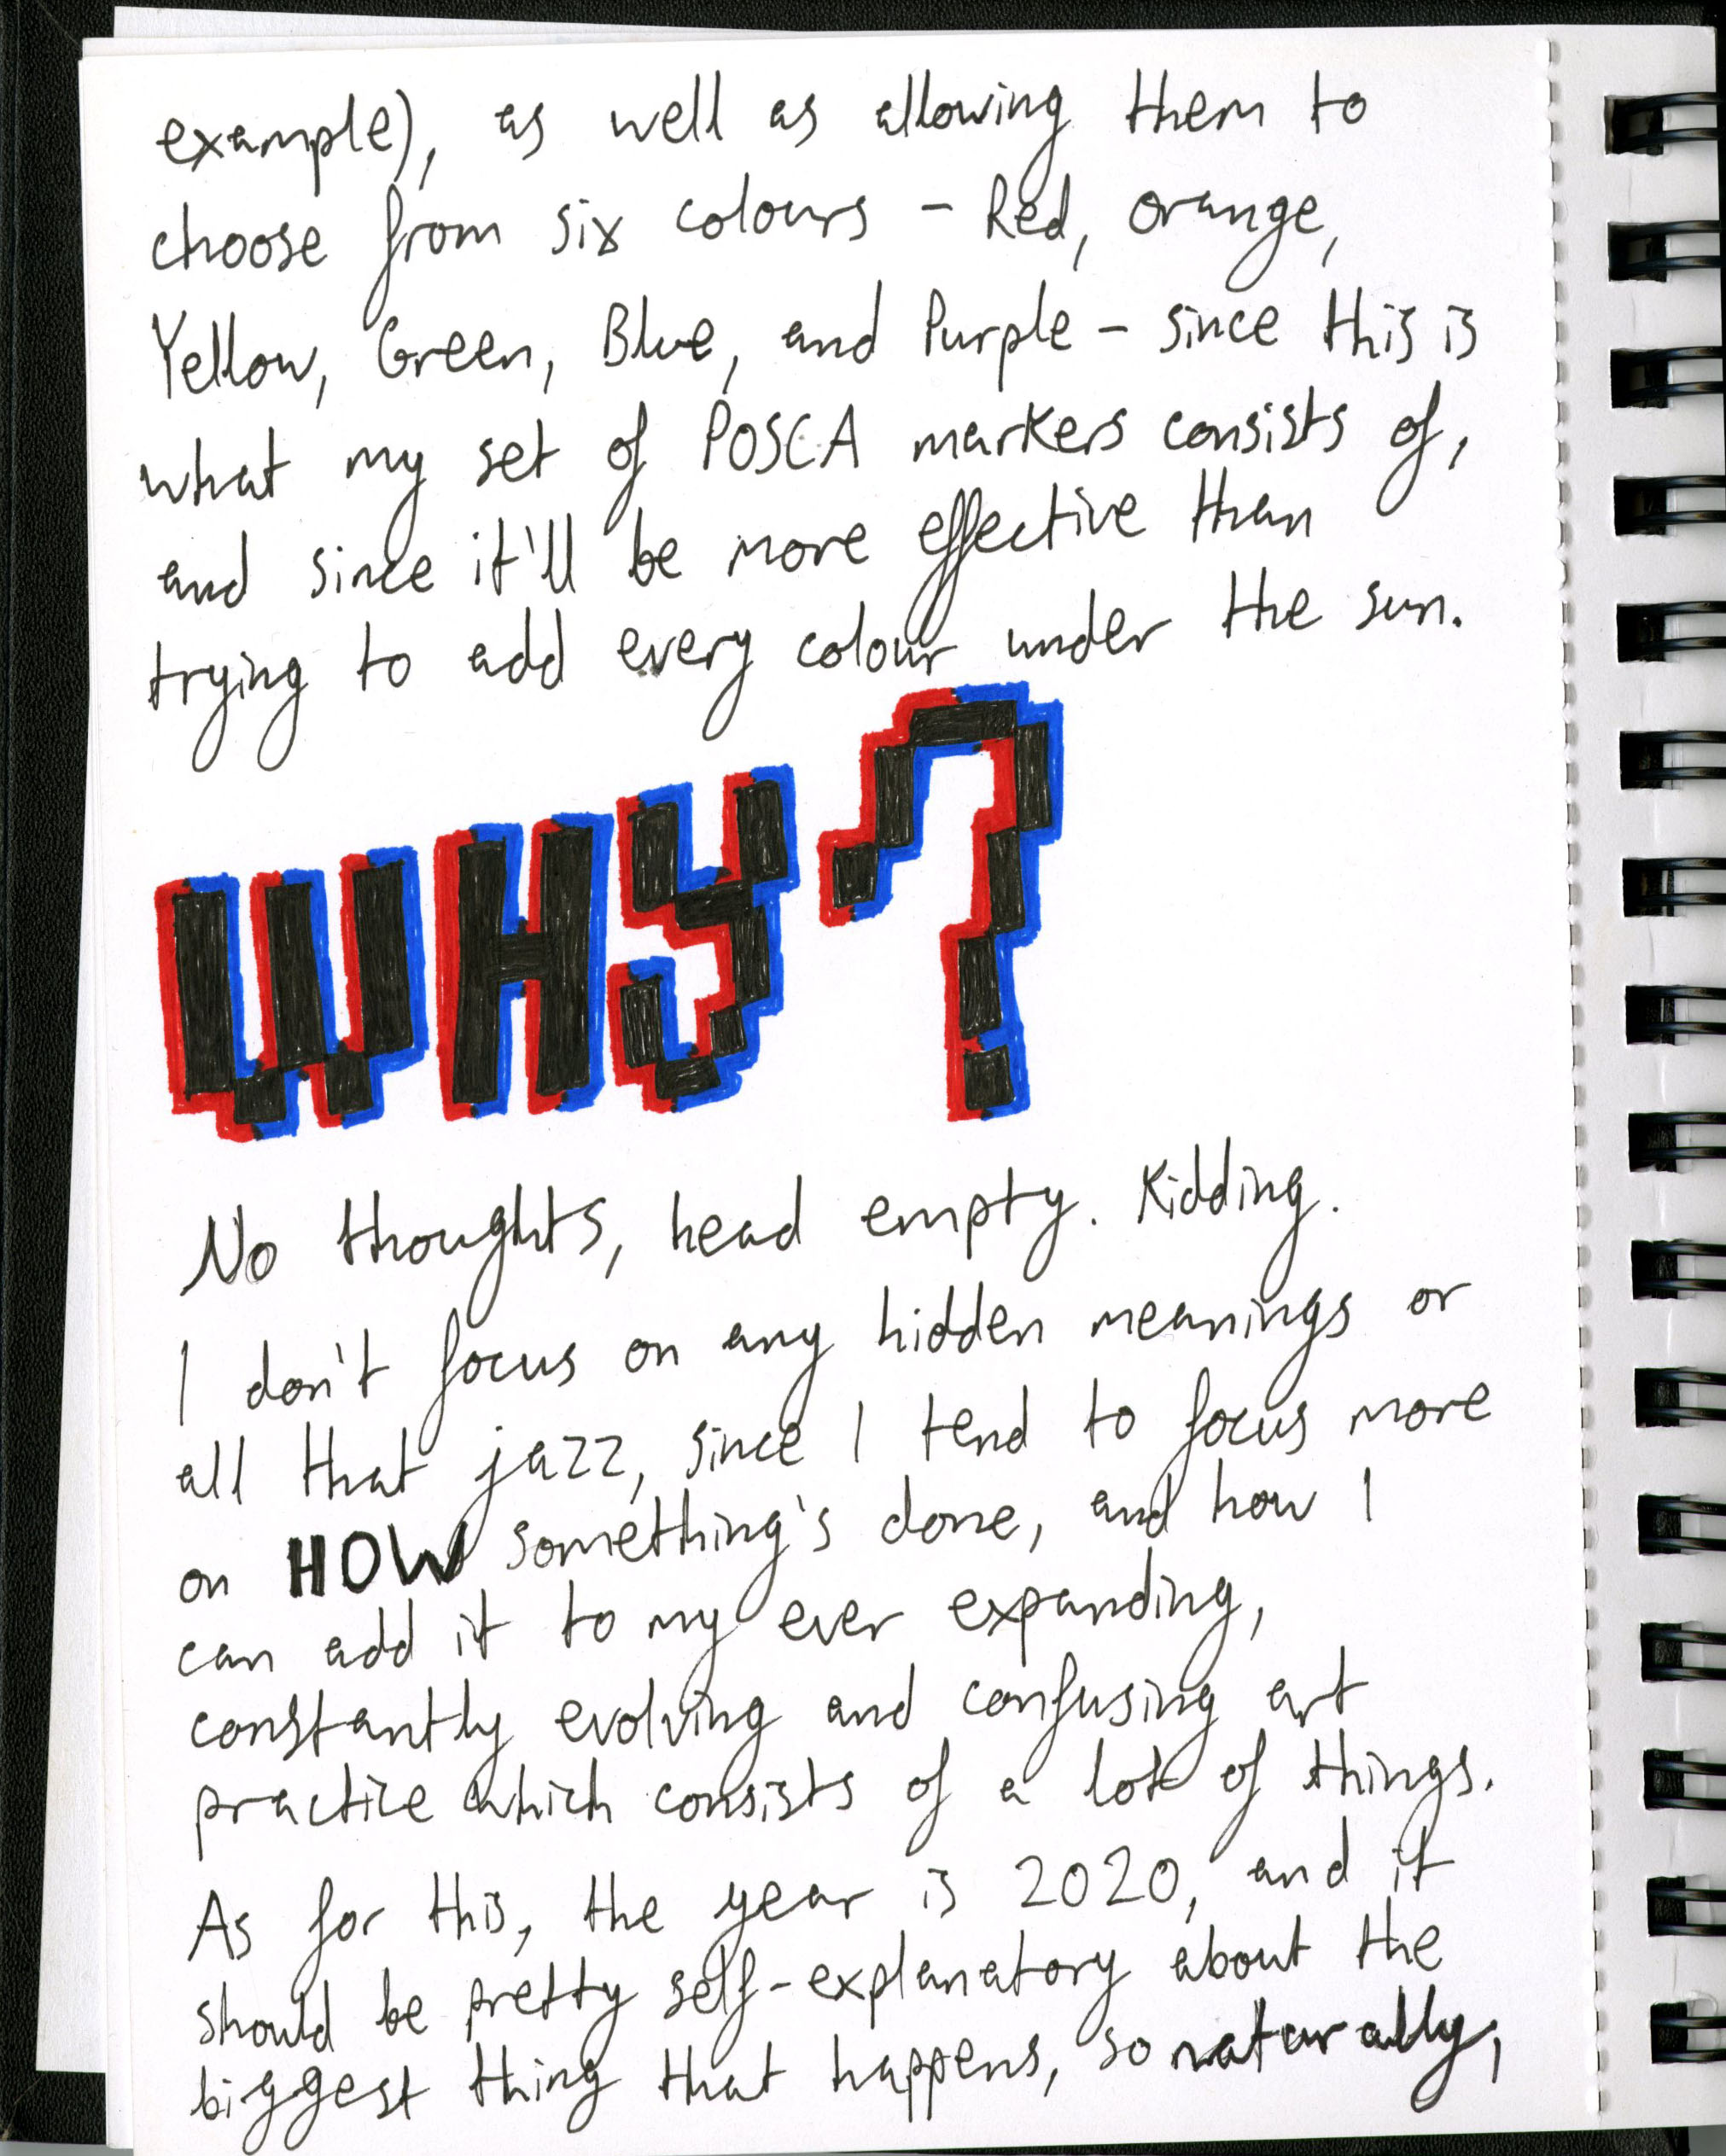 example), as well as allowing them to
choose from six colours - Red, orange,
Yellow, Green, Blue, and Purple - since this is
what my set of POSCA markers consists of,
and since it'll be more effective than
trying to add every colour under the sun.
WHY?
No thoughts, head empty. Kidding.
I don't focus on any hidden meanings or
all that jazz, since I tend to focus more
on HOW something's done, and how I
can add it to my ever expanding,
constantly evolving and confusing art
practice which consists of a lot of things.
As for this, the year is 2020, and it
should be pretty self-explanatory about the
biggest thing that happens, so naturally,